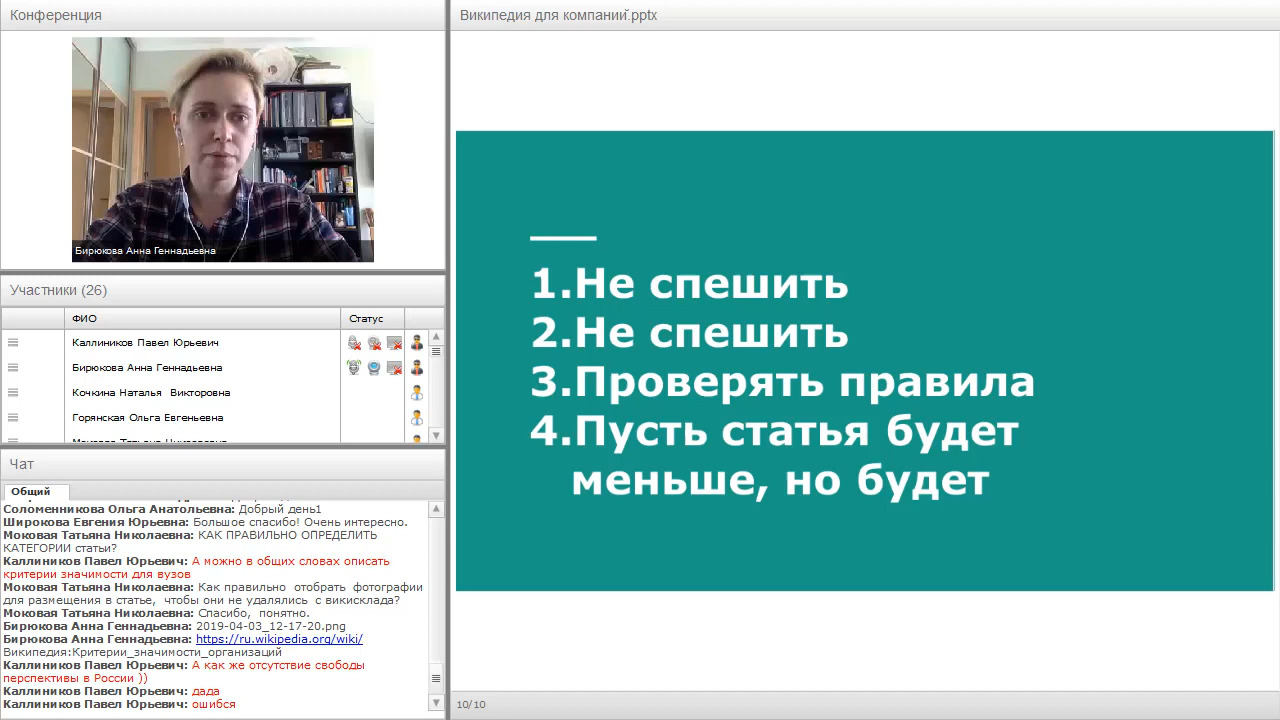 Конференция
Бирюкова Анна Геннадьевна
Участники (26)
ФИО
Статус
Каллиников Павел Юрьевич
Бирюкова Анна Геннадьевна
Кочкина Наталья Викторовна
Горянская Ольга Евгеньевна
Чат
Общий
Соломенникова Ольга Анатольевна: Добрый день1
Широкова Евгения Юрьевна: Большое спасибо! Очень интересно.
Моковая Татьяна Николаевна: КАК ПРАВИЛЬНО ОПРЕДЕЛИТЬ
КАТЕГОРИИ статьи?
Каллиников Павел Юрьевич: А можно в общих словах описать
критерии значимости для вузов
Моковая Татьяна Николаевна: Как правильно отобрать фотографии
для размещения в статье, чтобы они не удалялись с викисклада?
Моковая Татьяна Николаевна: Спасибо, понятно.
Бирюкова Анна Геннадьевна: 2019-04-03_12-17-20.png
Бирюкова Анна Геннадьевна: https://ru.wikipedia.org/wiki/
Википедия:Критерии_значимости_организаций
Каллиников Павел Юрьевич: А как же отсутствие свободы
перспективы в России ))
Каллиников Павел Юрьевич: дада
Каллиников Павел Юрьевич: ошибся
Википедия для компаний.pptx
1.Не спешить
2.Не спешить
3.Проверять правила
4.Пусть статья будет
меньше, но будет
10/10